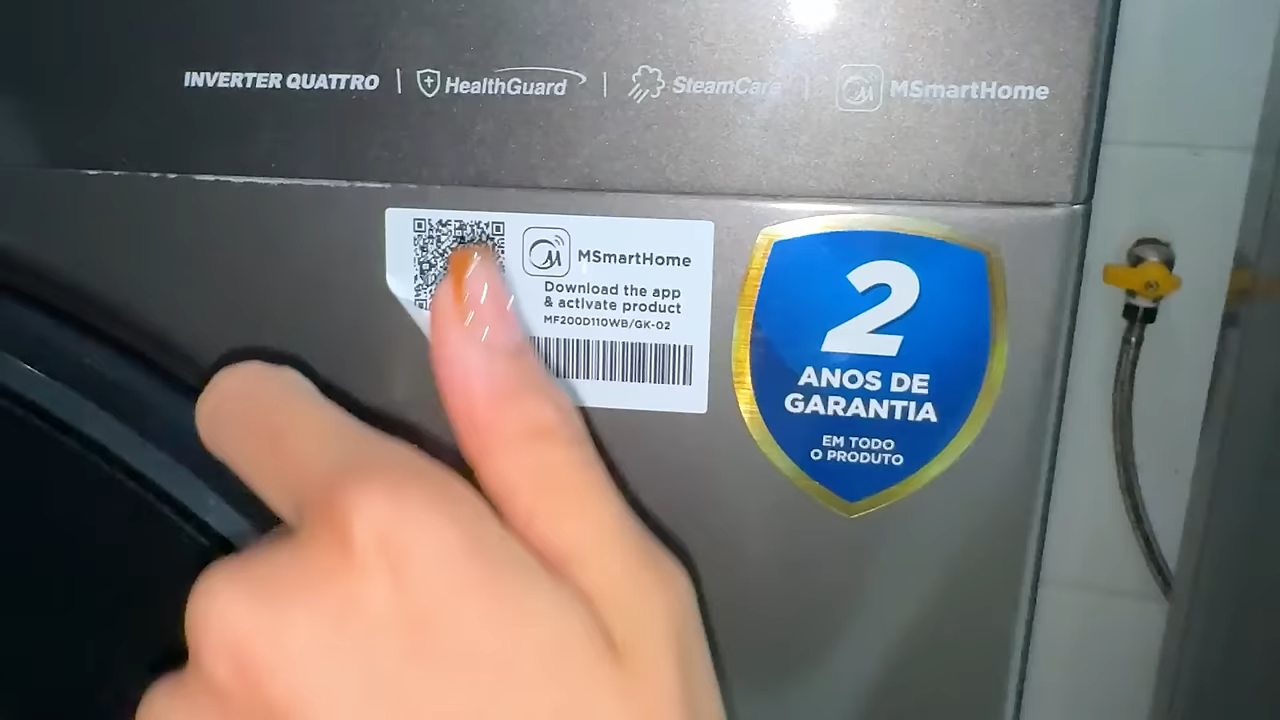 INVERTER QUATTRO | HealthGuard | SteamCare | MSmartHome
MSmartHome
Download the app
& activate product
MF200D110WB/GK-02
2
ANOS DE
GARANTIA
EM TODO
O PRODUTO